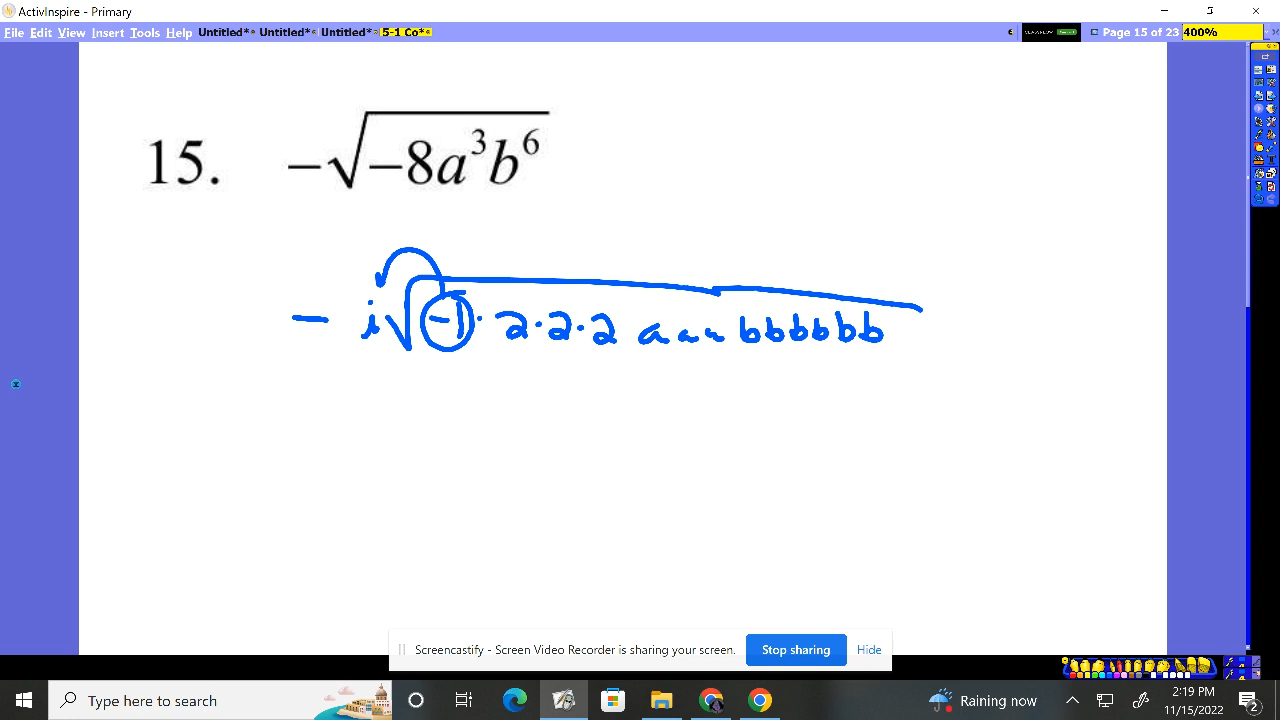 ActivInspire - Primary
File Edit View Insert Tools Help Untitled* Untitled* Untitled* 5-1 Co* CLASSFLOW Page 15 of 23 400%
15. −√−8a³b⁶
− i√−1 · 2·2·2 a a a b b b b b b
Screencastify - Screen Video Recorder is sharing your screen. Stop sharing Hide
Type here to search
Raining now
2:19 PM
11/15/2022
2